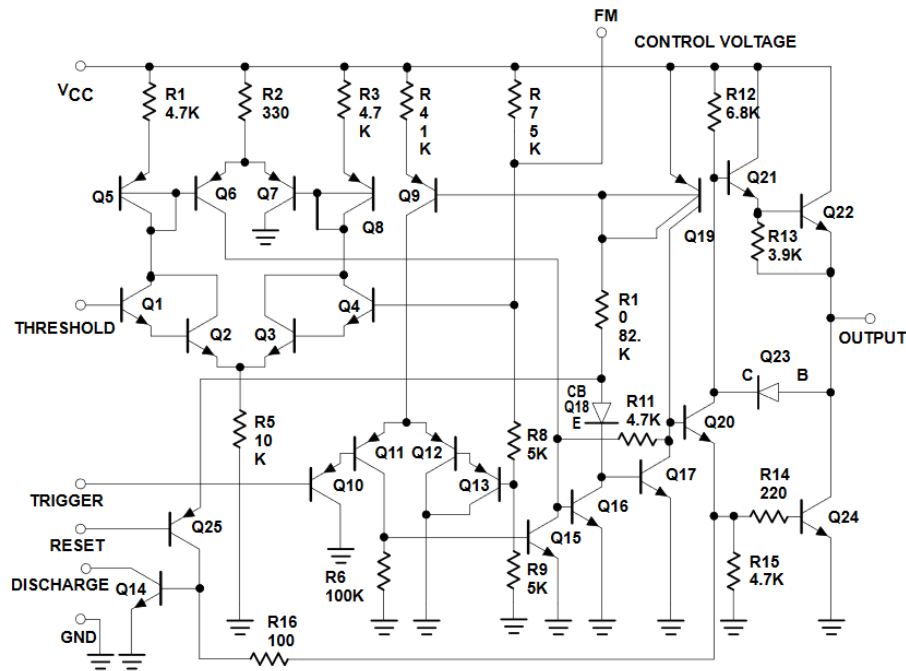 FM
CONTROL VOLTAGE
VCC
R1
4.7K
R2
330
R3
4.7
K
R
4
1
K
R
7
5
K
R12
6.8K
Q5
Q6
Q7
Q8
Q9
Q19
Q21
Q22
R13
3.9K
THRESHOLD
Q1
Q2
Q3
Q4
R1
0
82.
K
OUTPUT
Q23
C
B
CB
Q18
E
R11
4.7K
Q20
R5
10
K
R8
5K
Q11
Q12
Q10
Q13
TRIGGER
Q17
Q16
R14
220
Q24
Q25
RESET
Q15
R6
100K
R9
5K
R15
4.7K
DISCHARGE
Q14
R16
100
GND